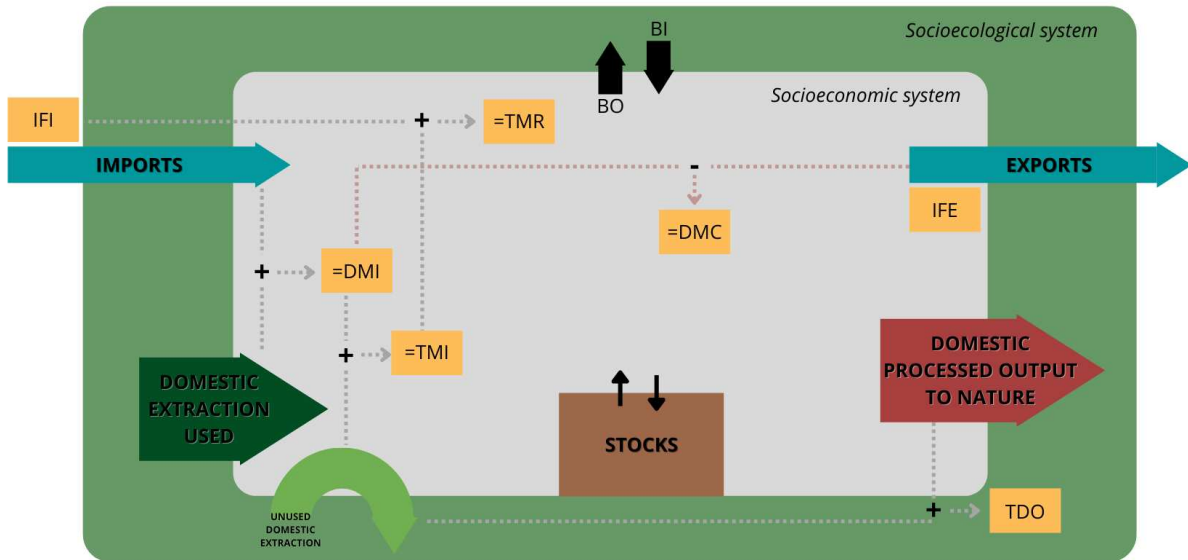 Socioecological system
BI
BO
Socioeconomic system
IFI
+
=TMR
IMPORTS
-
EXPORTS
IFE
=DMC
+
=DMI
+
=TMI
DOMESTIC
EXTRACTION
USED
DOMESTIC
PROCESSED OUTPUT
TO NATURE
STOCKS
UNUSED
DOMESTIC
EXTRACTION
+
TDO